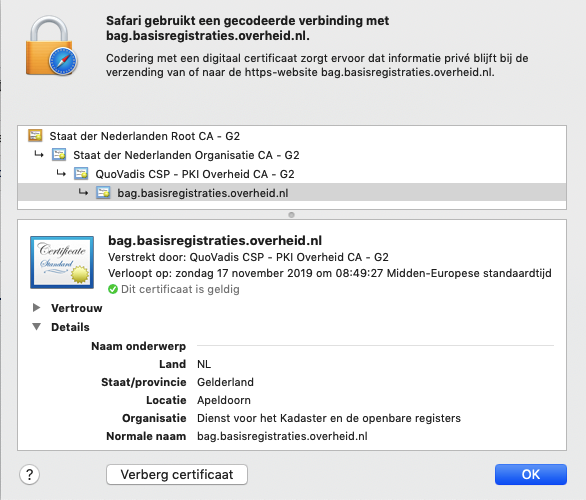 Safari gebruikt een gecodeerde verbinding met
bag.basisregistraties.overheid.nl.
Codering met een digitaal certificaat zorgt ervoor dat informatie privé blijft bij de
verzending van of naar de https-website bag.basisregistraties.overheid.nl.
Staat der Nederlanden Root CA - G2
Staat der Nederlanden Organisatie CA - G2
QuoVadis CSP - PKI Overheid CA - G2
bag.basisregistraties.overheid.nl
Certificate
Standard
bag.basisregistraties.overheid.nl
Verstrekt door: QuoVadis CSP - PKI Overheid CA - G2
Verloopt op: zondag 17 november 2019 om 08:49:27 Midden-Europese standaardtijd
Dit certificaat is geldig
Vertrouw
Details
Naam onderwerp
Land NL
Staat/provincie Gelderland
Locatie Apeldoorn
Organisatie Dienst voor het Kadaster en de openbare registers
Normale naam bag.basisregistraties.overheid.nl
? Verberg certificaat OK